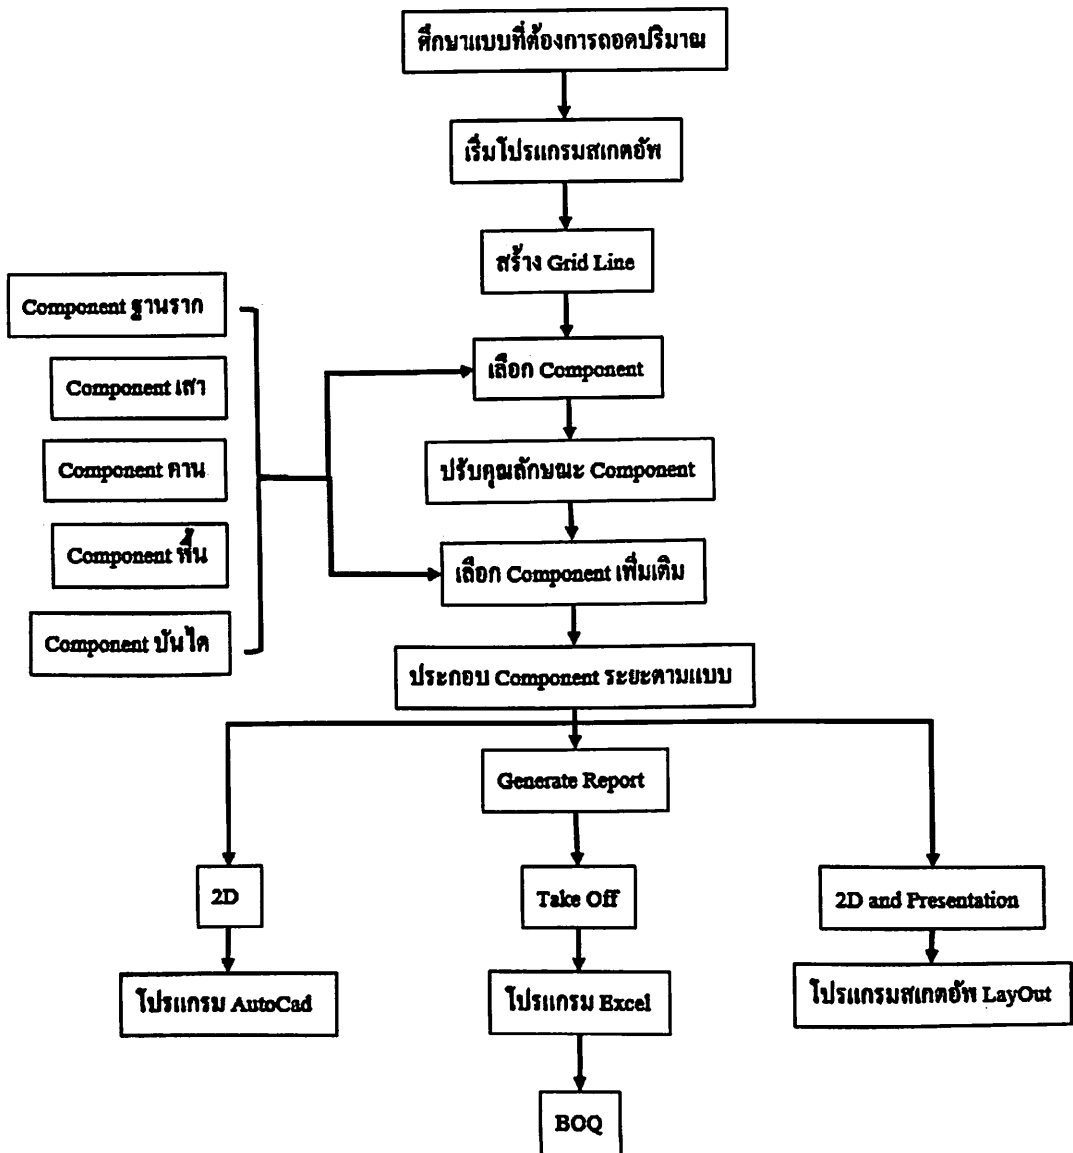 ศึกษาแบบที่ต้องการถอดปริมาณ
เริ่มโปรแกรมสเกตอัพ
สร้าง Grid Line
Component ฐานราก
เลือก Component
Component เสา
ปรับคุณลักษณะ Component
Component คาน
Component พื้น
เลือก Component เพิ่มเติม
Component บันได
ประกอบ Component ระยะตามแบบ
Generate Report
2D
Take Off
2D and Presentation
โปรแกรม AutoCad
โปรแกรม Excel
โปรแกรมสเกตอัพ LayOut
BOQ